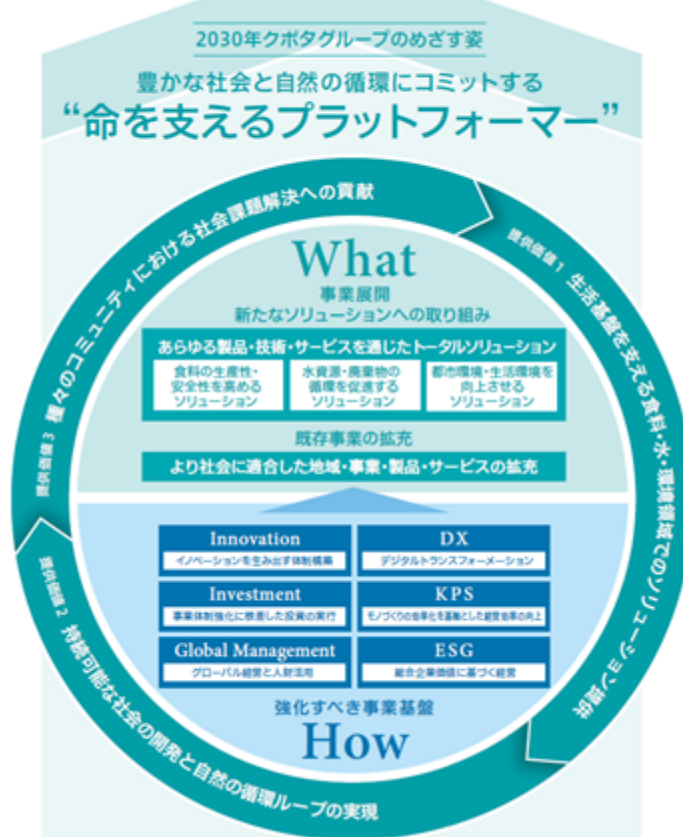 2030年クボタグループのめざす姿
豊かな社会と自然の循環にコミットする
“命を支えるプラットフォーマー”
提供価値1 生活基盤を支える食料・水・環境領域でのソリューション提供
提供価値2 持続可能な社会の開発と自然の循環ループの実現
提供価値3 種々のコミュニティにおける社会課題解決への貢献
What
事業展開
新たなソリューションへの取り組み
あらゆる製品・技術・サービスを通じたトータルソリューション
食料の生産性・
安全性を高める
ソリューション
水資源・廃棄物の
循環を促進する
ソリューション
都市環境・生活環境を
向上させる
ソリューション
既存事業の拡充
より社会に適合した地域・事業・製品・サービスの拡充
Innovation
イノベーションを生み出す体制構築
DX
デジタルトランスフォーメーション
Investment
事業体制強化に根差した投資の実行
KPS
モノづくりの効率化を基軸とした経営効率の向上
Global Management
グローバル経営と人財活用
ESG
総合企業価値に基づく経営
強化すべき事業基盤
How